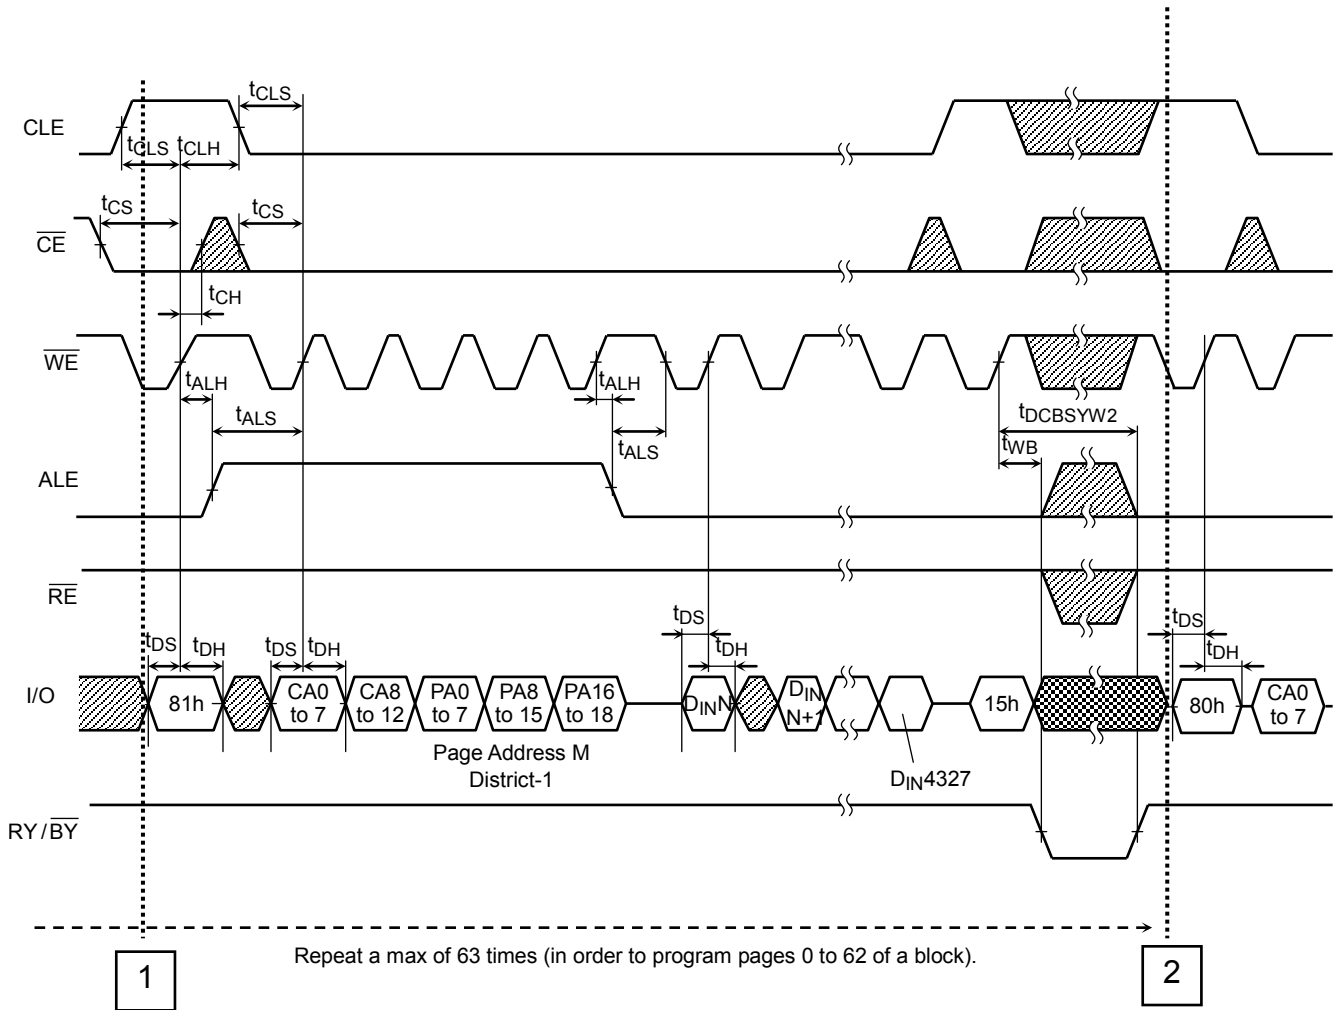 tCLS
CLE
tCLS tCLH
tCS tCS
CE
tCH
WE
tALH tALH
tALS tDCBSYW2
tALS tWB
ALE
RE
tDS tDS
tDS tDH tDS tDH tDH tDH
I/O
81h
CA0 to 7
CA8 to 12
PA0 to 7
PA8 to 15
PA16 to 18
DINN
DIN N+1
15h
80h
CA0 to 7
Page Address M
District-1
DIN4327
RY/BY
Repeat a max of 63 times (in order to program pages 0 to 62 of a block).
1
2